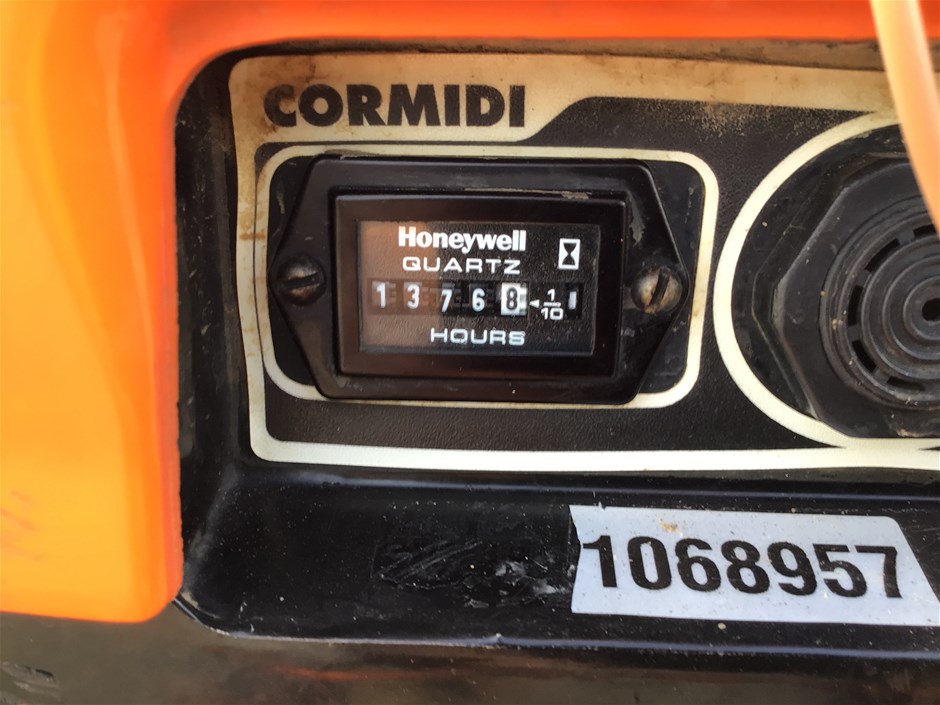 CORMIDI
Honeywell
QUARTZ
1 3 7 6 8 1/10
HOURS
1068957